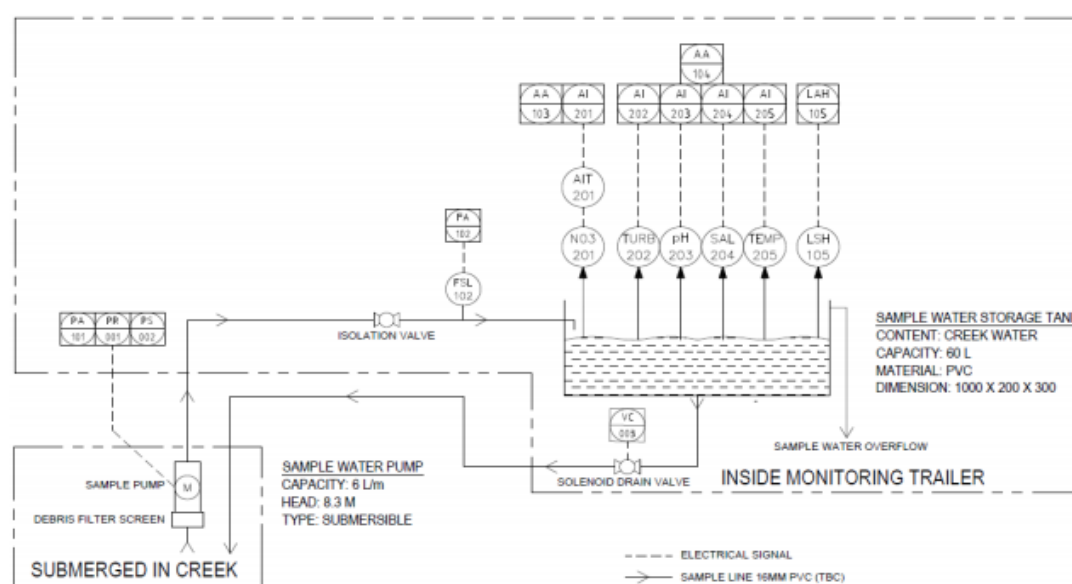 AA
104
AA
103
AI
201
AI
202
AI
203
AI
204
AI
205
LAH
105
AIT
201
PA
102
NO3
201
TURB
202
pH
203
SAL
204
TEMP
205
LSH
105
FSL
102
PA
101
PR
001
PS
002
ISOLATION VALVE
SAMPLE WATER STORAGE TANK
CONTENT: CREEK WATER
CAPACITY: 60 L
MATERIAL: PVC
DIMENSION: 1000 X 200 X 300
VC
SAMPLE WATER OVERFLOW
SAMPLE WATER PUMP
CAPACITY: 6 L/m
HEAD: 8.3 M
TYPE: SUBMERSIBLE
SOLENOID DRAIN VALVE
INSIDE MONITORING TRAILER
SAMPLE PUMP
M
DEBRIS FILTER SCREEN
SUBMERGED IN CREEK
ELECTRICAL SIGNAL
SAMPLE LINE 16MM PVC (TBC)